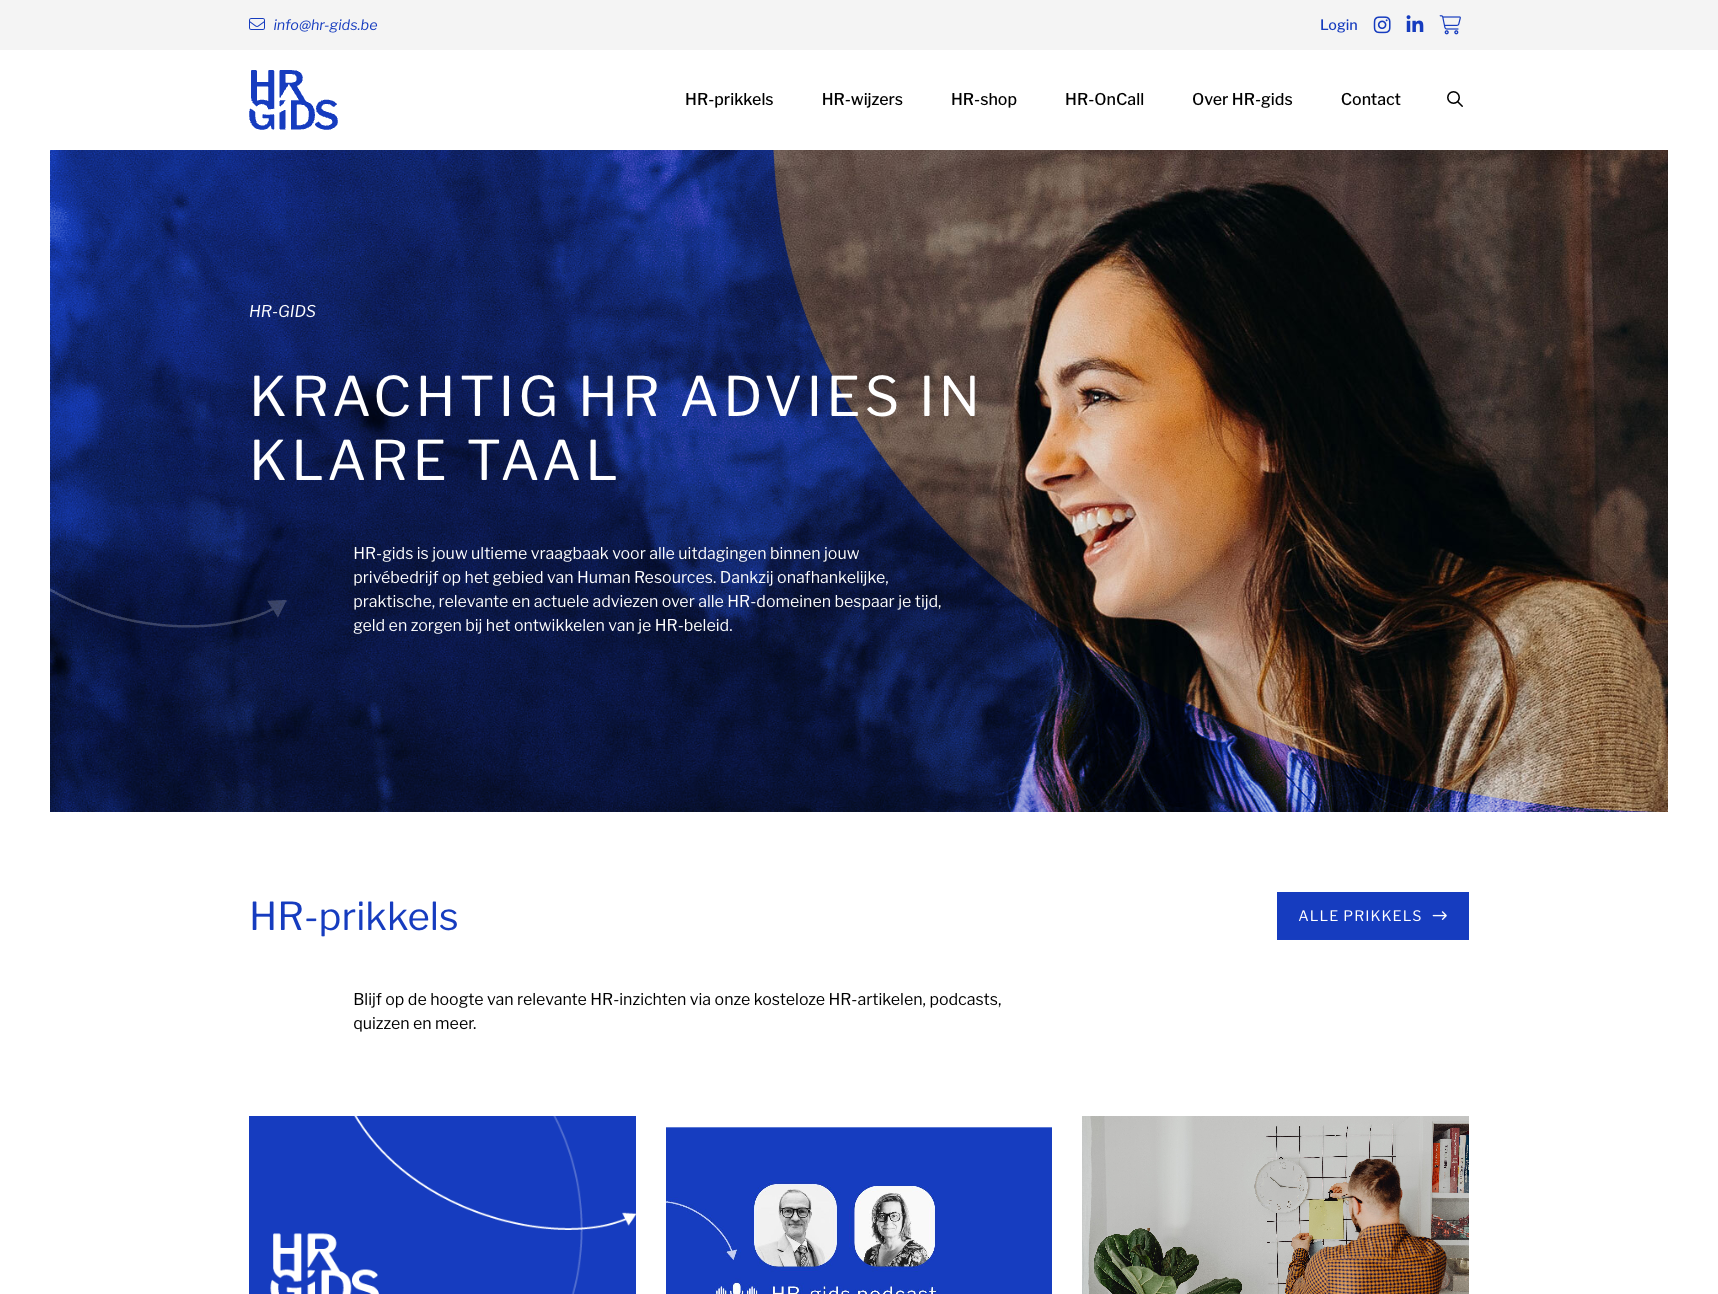 info@hr-gids.be
Login
HR
GIDS
HR-prikkels
HR-wijzers
HR-shop
HR-OnCall
Over HR-gids
Contact
HR-GIDS
KRACHTIG HR ADVIES IN
KLARE TAAL
HR-gids is jouw ultieme vraagbaak voor alle uitdagingen binnen jouw
privébedrijf op het gebied van Human Resources. Dankzij onafhankelijke,
praktische, relevante en actuele adviezen over alle HR-domeinen bespaar je tijd,
geld en zorgen bij het ontwikkelen van je HR-beleid.
HR-prikkels
ALLE PRIKKELS
Blijf op de hoogte van relevante HR-inzichten via onze kosteloze HR-artikelen, podcasts,
quizzen en meer.
HR
GIDS
HR-gids podcast